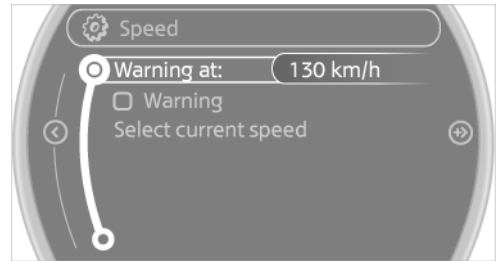 Speed
Warning at: 130 km/h
Warning
Select current speed